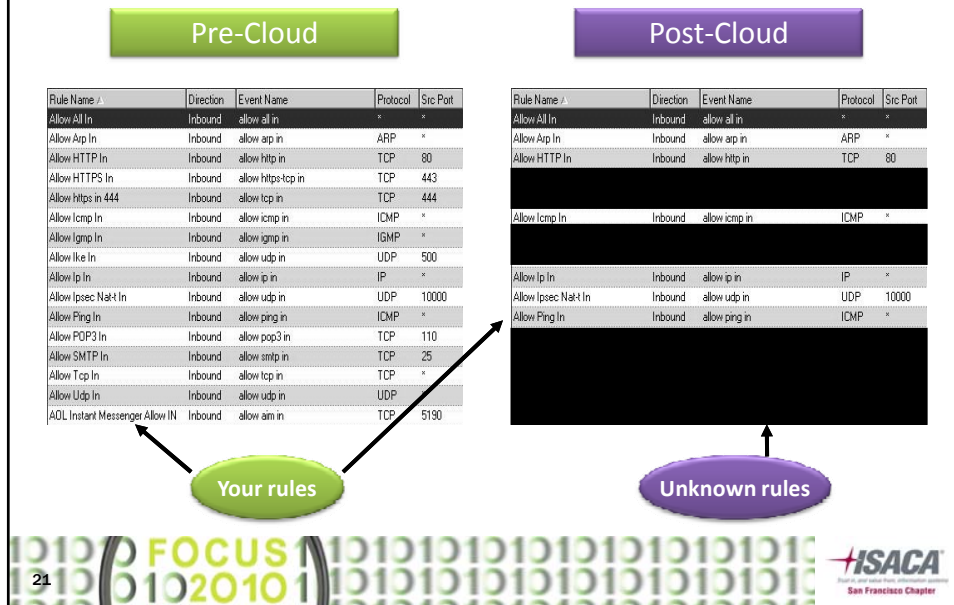 Pre-Cloud
Post-Cloud
Rule Name Direction Event Name Protocol Src Port
Allow All In Inbound allow all in * *
Allow Arp In Inbound allow arp in ARP *
Allow HTTP In Inbound allow http in TCP 80
Allow HTTPS In Inbound allow https-tcp in TCP 443
Allow https in 444 Inbound allow tcp in TCP 444
Allow Icmp In Inbound allow icmp in ICMP *
Allow Igmp In Inbound allow igmp in IGMP *
Allow Ike In Inbound allow udp in UDP 500
Allow Ip In Inbound allow ip in IP *
Allow Ipsec Nat-t In Inbound allow udp in UDP 10000
Allow Ping In Inbound allow ping in ICMP *
Allow POP3 In Inbound allow pop3 in TCP 110
Allow SMTP In Inbound allow smtp in TCP 25
Allow Tcp In Inbound allow tcp in TCP *
Allow Udp In Inbound allow udp in UDP
AOL Instant Messenger Allow IN Inbound allow aim in TCP 5190
Rule Name Direction Event Name Protocol Src Port
Allow All In Inbound allow all in * *
Allow Arp In Inbound allow arp in ARP *
Allow HTTP In Inbound allow http in TCP 80
Allow Icmp In Inbound allow icmp in ICMP *
Allow Ip In Inbound allow ip in IP *
Allow Ipsec Nat-t In Inbound allow udp in UDP 10000
Allow Ping In Inbound allow ping in ICMP *
Your rules
Unknown rules
FOCUS
2010
21
ISACA
Trust in, and value from, information systems
San Francisco Chapter